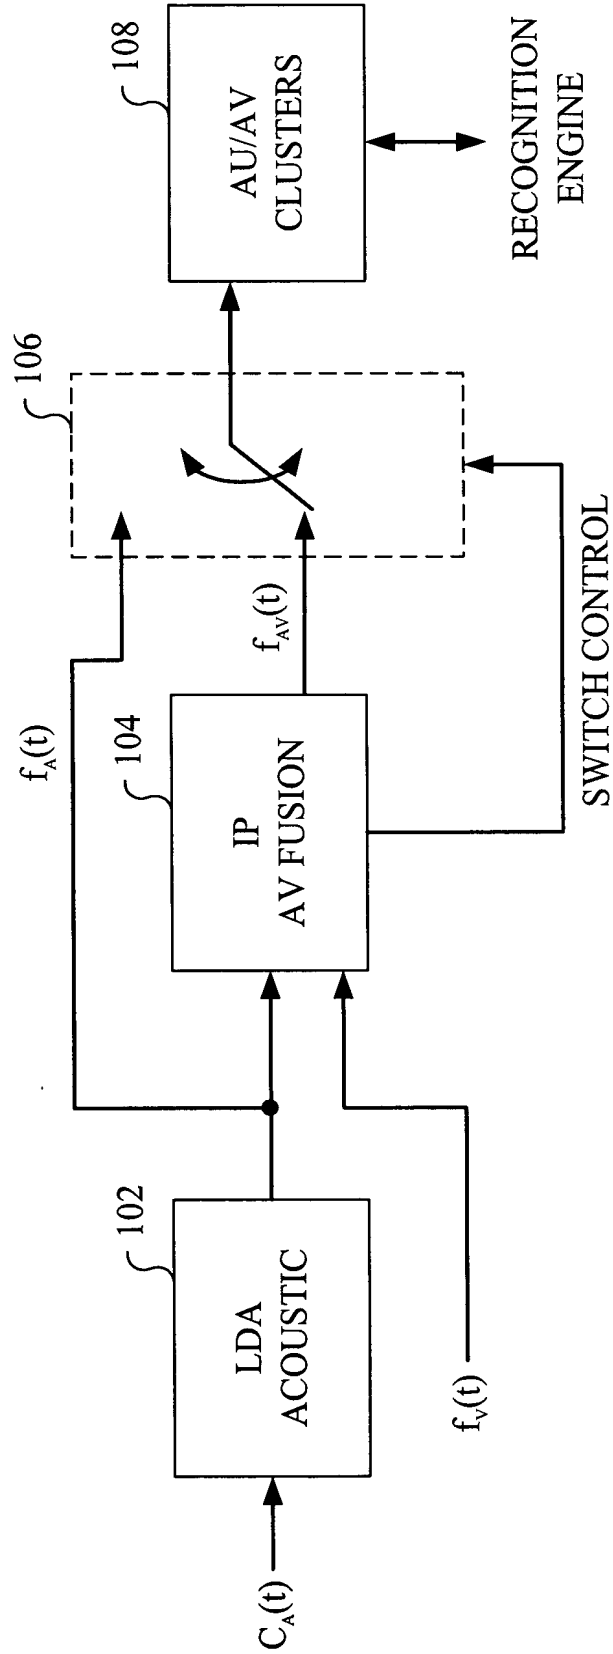 C_A(t)
102
LDA
ACOUSTIC
f_V(t)
f_A(t)
104
IP
AV FUSION
f_AV(t)
SWITCH CONTROL
106
108
AU/AV
CLUSTERS
RECOGNITION
ENGINE